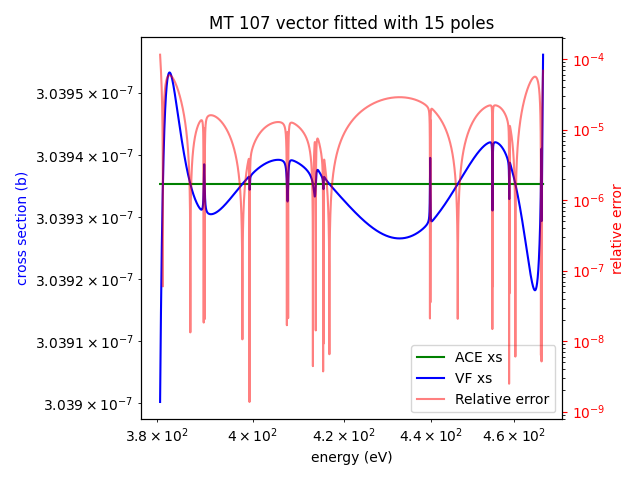 MT 107 vector fitted with 15 poles
3.0395 × 10⁻⁷
3.0394 × 10⁻⁷
3.0393 × 10⁻⁷
3.0392 × 10⁻⁷
3.0391 × 10⁻⁷
3.039 × 10⁻⁷
cross section (b)
10⁻⁴
10⁻⁵
10⁻⁶
10⁻⁷
10⁻⁸
10⁻⁹
relative error
ACE xs
VF xs
Relative error
3.8 × 10² 4 × 10² 4.2 × 10² 4.4 × 10² 4.6 × 10²
energy (eV)